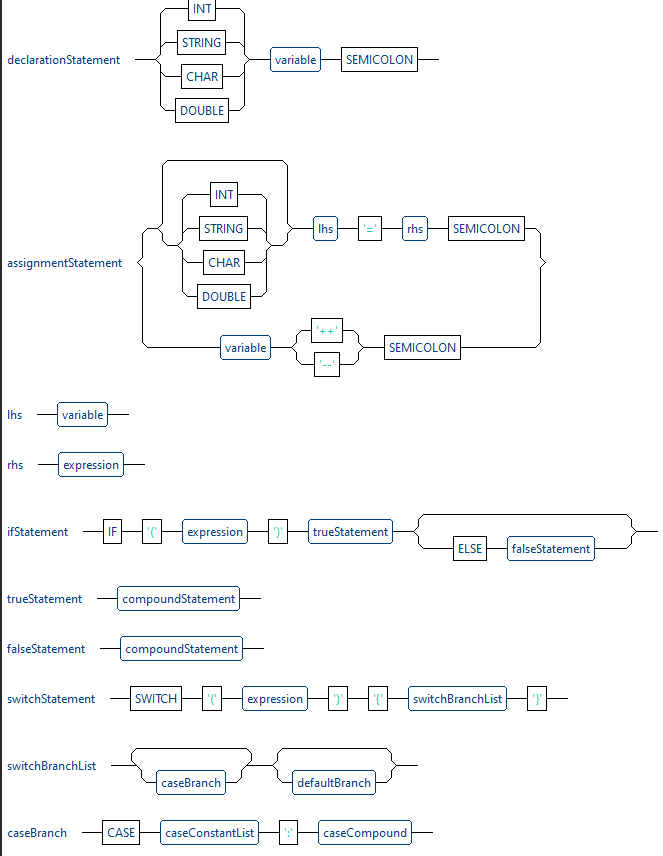 INT
STRING
declarationStatement variable SEMICOLON
CHAR
DOUBLE
INT
STRING lhs '=' rhs SEMICOLON
assignmentStatement CHAR
DOUBLE
'++'
variable SEMICOLON
'--'
lhs variable
rhs expression
ifStatement IF '(' expression ')' trueStatement
ELSE falseStatement
trueStatement compoundStatement
falseStatement compoundStatement
switchStatement SWITCH '(' expression ')' '{' switchBranchList '}'
switchBranchList
caseBranch defaultBranch
caseBranch CASE caseConstantList ':' caseCompound